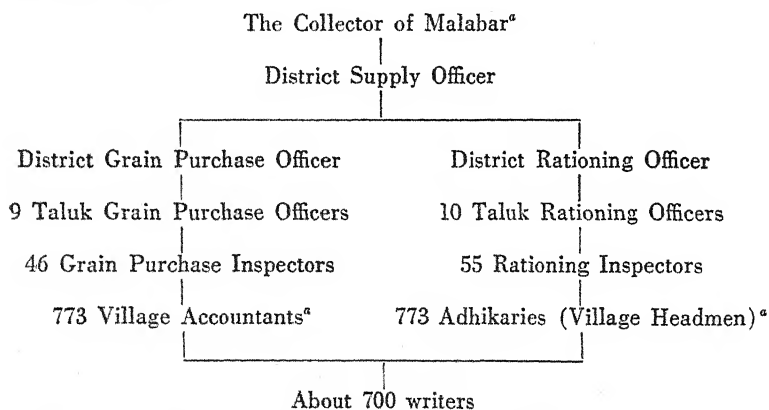 The Collector of Malabarᵃ
District Supply Officer
District Grain Purchase Officer District Rationing Officer
9 Taluk Grain Purchase Officers 10 Taluk Rationing Officers
46 Grain Purchase Inspectors 55 Rationing Inspectors
773 Village Accountantsᵃ 773 Adhikaries (Village Headmen)ᵃ
About 700 writers